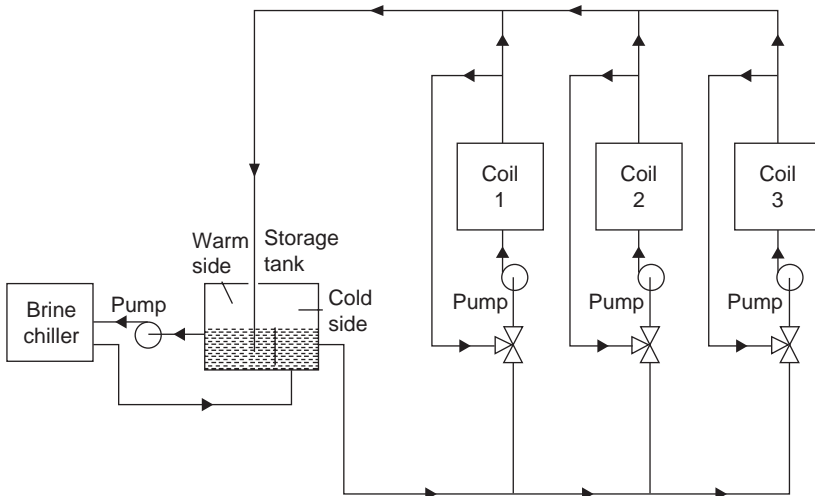 Coil
1
Coil
2
Coil
3
Warm
side
Storage
tank
Cold
side
Pump
Brine
chiller
Pump
Pump
Pump